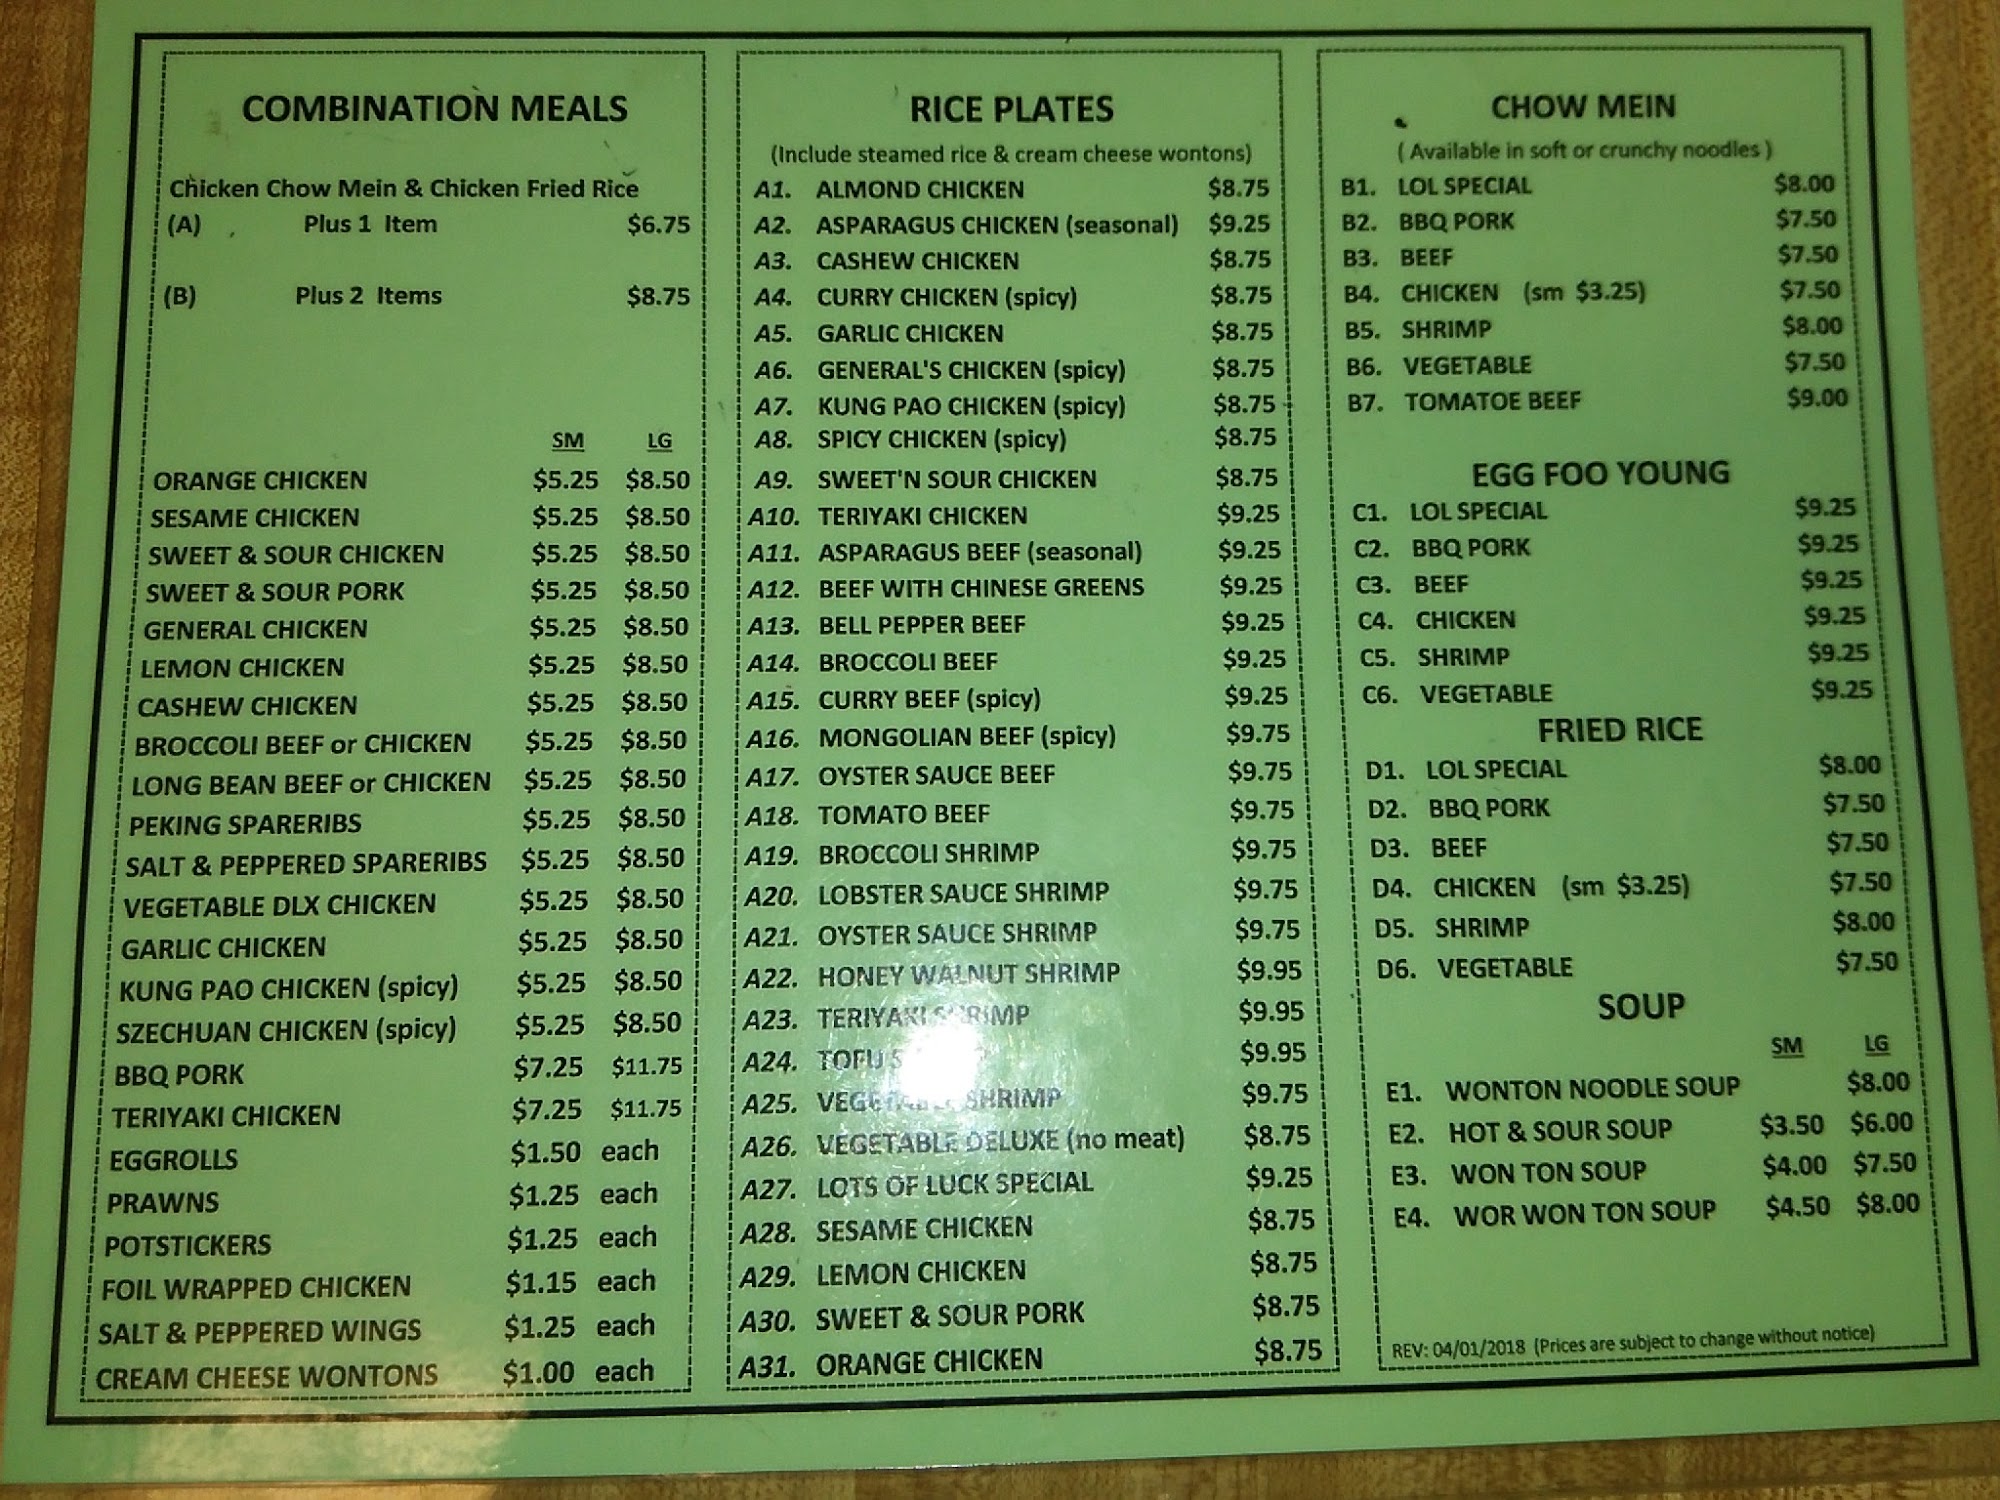 COMBINATION MEALS
Chicken Chow Mein & Chicken Fried Rice
(A) Plus 1 Item $6.75
(B) Plus 2 Items $8.75
SM LG
ORANGE CHICKEN $5.25 $8.50
SESAME CHICKEN $5.25 $8.50
SWEET & SOUR CHICKEN $5.25 $8.50
SWEET & SOUR PORK $5.25 $8.50
GENERAL CHICKEN $5.25 $8.50
LEMON CHICKEN $5.25 $8.50
CASHEW CHICKEN $5.25 $8.50
BROCCOLI BEEF or CHICKEN $5.25 $8.50
LONG BEAN BEEF or CHICKEN $5.25 $8.50
PEKING SPARERIBS $5.25 $8.50
SALT & PEPPERED SPARERIBS $5.25 $8.50
VEGETABLE DLX CHICKEN $5.25 $8.50
GARLIC CHICKEN $5.25 $8.50
KUNG PAO CHICKEN (spicy) $5.25 $8.50
SZECHUAN CHICKEN (spicy) $5.25 $8.50
BBQ PORK $7.25 $11.75
TERIYAKI CHICKEN $7.25 $11.75
EGGROLLS $1.50 each
PRAWNS $1.25 each
POTSTICKERS $1.25 each
FOIL WRAPPED CHICKEN $1.15 each
SALT & PEPPERED WINGS $1.25 each
CREAM CHEESE WONTONS $1.00 each
RICE PLATES
(Include steamed rice & cream cheese wontons)
A1. ALMOND CHICKEN $8.75
A2. ASPARAGUS CHICKEN (seasonal) $9.25
A3. CASHEW CHICKEN $8.75
A4. CURRY CHICKEN (spicy) $8.75
A5. GARLIC CHICKEN $8.75
A6. GENERAL'S CHICKEN (spicy) $8.75
A7. KUNG PAO CHICKEN (spicy) $8.75
A8. SPICY CHICKEN (spicy) $8.75
A9. SWEET'N SOUR CHICKEN $8.75
A10. TERIYAKI CHICKEN $9.25
A11. ASPARAGUS BEEF (seasonal) $9.25
A12. BEEF WITH CHINESE GREENS $9.25
A13. BELL PEPPER BEEF $9.25
A14. BROCCOLI BEEF $9.25
A15. CURRY BEEF (spicy) $9.25
A16. MONGOLIAN BEEF (spicy) $9.75
A17. OYSTER SAUCE BEEF $9.75
A18. TOMATO BEEF $9.75
A19. BROCCOLI SHRIMP $9.75
A20. LOBSTER SAUCE SHRIMP $9.75
A21. OYSTER SAUCE SHRIMP $9.75
A22. HONEY WALNUT SHRIMP $9.95
A23. TERIYAKI SHRIMP $9.95
A24. TOFU $9.95
A25. VEGETABLE SHRIMP $9.75
A26. VEGETABLE DELUXE (no meat) $8.75
A27. LOTS OF LUCK SPECIAL $9.25
A28. SESAME CHICKEN $8.75
A29. LEMON CHICKEN $8.75
A30. SWEET & SOUR PORK $8.75
A31. ORANGE CHICKEN $8.75
CHOW MEIN
( Available in soft or crunchy noodles )
B1. LOL SPECIAL $8.00
B2. BBQ PORK $7.50
B3. BEEF $7.50
B4. CHICKEN (sm $3.25) $7.50
B5. SHRIMP $8.00
B6. VEGETABLE $7.50
B7. TOMATOE BEEF $9.00
EGG FOO YOUNG
C1. LOL SPECIAL $9.25
C2. BBQ PORK $9.25
C3. BEEF $9.25
C4. CHICKEN $9.25
C5. SHRIMP $9.25
C6. VEGETABLE $9.25
FRIED RICE
D1. LOL SPECIAL $8.00
D2. BBQ PORK $7.50
D3. BEEF $7.50
D4. CHICKEN (sm $3.25) $7.50
D5. SHRIMP $8.00
D6. VEGETABLE $7.50
SOUP
SM LG
E1. WONTON NOODLE SOUP $8.00
E2. HOT & SOUR SOUP $3.50 $6.00
E3. WON TON SOUP $4.00 $7.50
E4. WOR WON TON SOUP $4.50 $8.00
REV: 04/01/2018 (Prices are subject to change without notice)